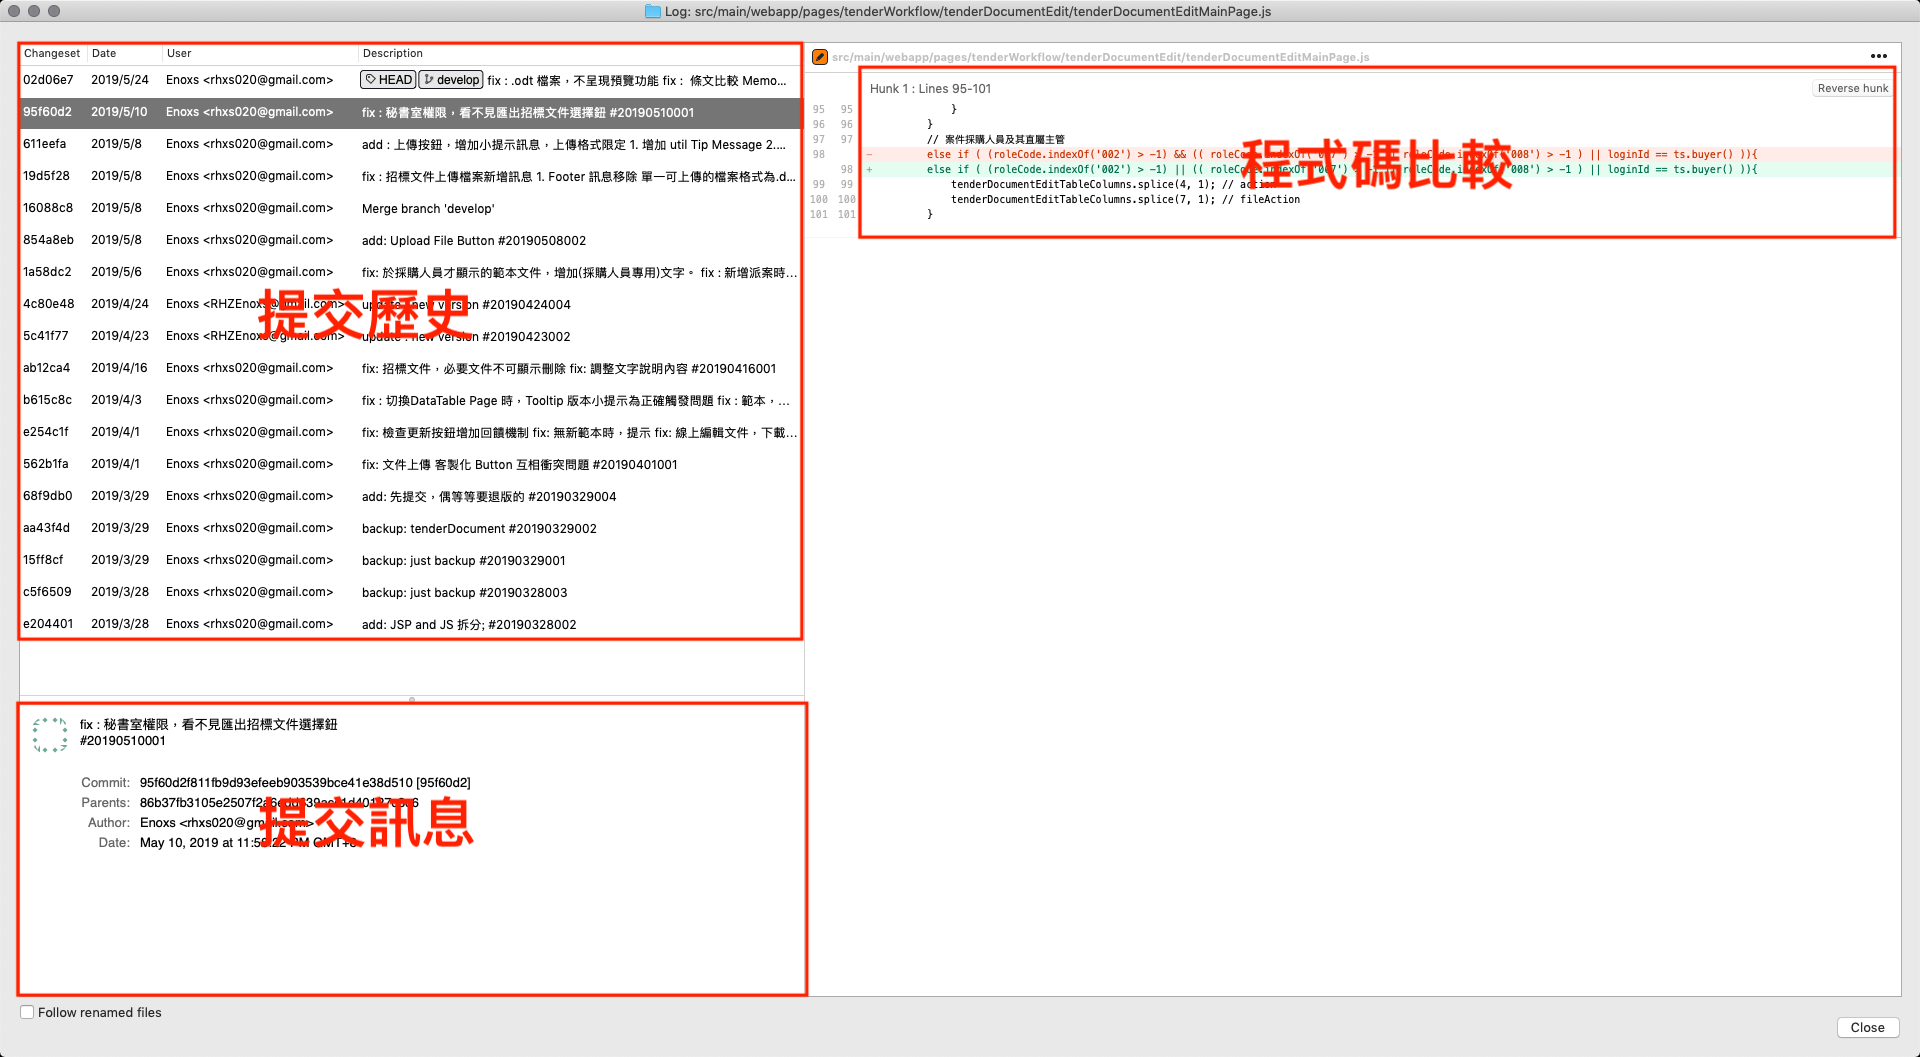 Log: src/main/webapp/pages/tenderWorkflow/tenderDocumentEdit/tenderDocumentEditMainPage.js
Changeset Date User Description
02d06e7 2019/5/24 Enoxs <rhxs020@gmail.com> HEAD develop fix : .odt 檔案，不呈現預覽功能 fix : 條文比較 Memo...
95f60d2 2019/5/10 Enoxs <rhxs020@gmail.com> fix : 秘書室權限，看不見匯出招標文件選擇鈕 #20190510001
611eefa 2019/5/8 Enoxs <rhxs020@gmail.com> add : 上傳按鈕，增加小提示訊息，上傳格式限定 1. 增加 util Tip Message 2....
19d5f28 2019/5/8 Enoxs <rhxs020@gmail.com> fix : 招標文件上傳檔案新增訊息 1. Footer 訊息移除 單一可上傳的檔案格式為.d...
16088c8 2019/5/8 Enoxs <rhxs020@gmail.com> Merge branch 'develop'
854a8eb 2019/5/8 Enoxs <rhxs020@gmail.com> add: Upload File Button #20190508002
1a58dc2 2019/5/6 Enoxs <rhxs020@gmail.com> fix: 於採購人員才顯示的範本文件，增加(採購人員專用)文字。 fix : 新增派案時...
4c80e48 2019/4/24 Enoxs <RHZEnoxs@gmail.com> update : new version #20190424004
提交歷史
5c41f77 2019/4/23 Enoxs <RHZEnoxs@gmail.com> update : new version #20190423002
ab12ca4 2019/4/16 Enoxs <rhxs020@gmail.com> fix: 招標文件，必要文件不可顯示刪除 fix: 調整文字說明內容 #20190416001
b615c8c 2019/4/3 Enoxs <rhxs020@gmail.com> fix : 切換DataTable Page 時，Tooltip 版本小提示為正確觸發問題 fix : 範本，...
e254c1f 2019/4/1 Enoxs <rhxs020@gmail.com> fix: 檢查更新按鈕增加回饋機制 fix: 無新範本時，提示 fix: 線上編輯文件，下載...
562b1fa 2019/4/1 Enoxs <rhxs020@gmail.com> fix: 文件上傳 客製化 Button 互相衝突問題 #20190401001
68f9db0 2019/3/29 Enoxs <rhxs020@gmail.com> add: 先提交，偶等等要退版的 #20190329004
aa43f4d 2019/3/29 Enoxs <rhxs020@gmail.com> backup: tenderDocument #20190329002
15ff8cf 2019/3/29 Enoxs <rhxs020@gmail.com> backup: just backup #20190329001
c5f6509 2019/3/28 Enoxs <rhxs020@gmail.com> backup: just backup #20190328003
e204401 2019/3/28 Enoxs <rhxs020@gmail.com> add: JSP and JS 拆分; #20190328002
fix : 秘書室權限，看不見匯出招標文件選擇鈕
#20190510001
Commit: 95f60d2f811fb9d93efeeb903539bce41e38d510 [95f60d2]
Parents:
Author: Enoxs <rhxs020@gmail.com>
提交訊息
Date: May 10, 2019 at
Follow renamed files
src/main/webapp/pages/tenderWorkflow/tenderDocumentEdit/tenderDocumentEditMainPage.js
Hunk 1 : Lines 95-101 Reverse hunk
95 95 }
96 96 }
97 97 // 案件採購人員及其直屬主管
98 - else if ( (roleCode.indexOf('002') > -1) && (( roleCode.indexOf('007') > -1 || roleCode.indexOf('008') > -1 ) || loginId == ts.buyer() )){
程式碼比較
98 + else if ( (roleCode.indexOf('002') > -1) || (( roleCode.indexOf('007') > -1 || roleCode.indexOf('008') > -1 ) || loginId == ts.buyer() )){
99 99 tenderDocumentEditTableColumns.splice(4, 1); // action
100 100 tenderDocumentEditTableColumns.splice(7, 1); // fileAction
101 101 }
Close